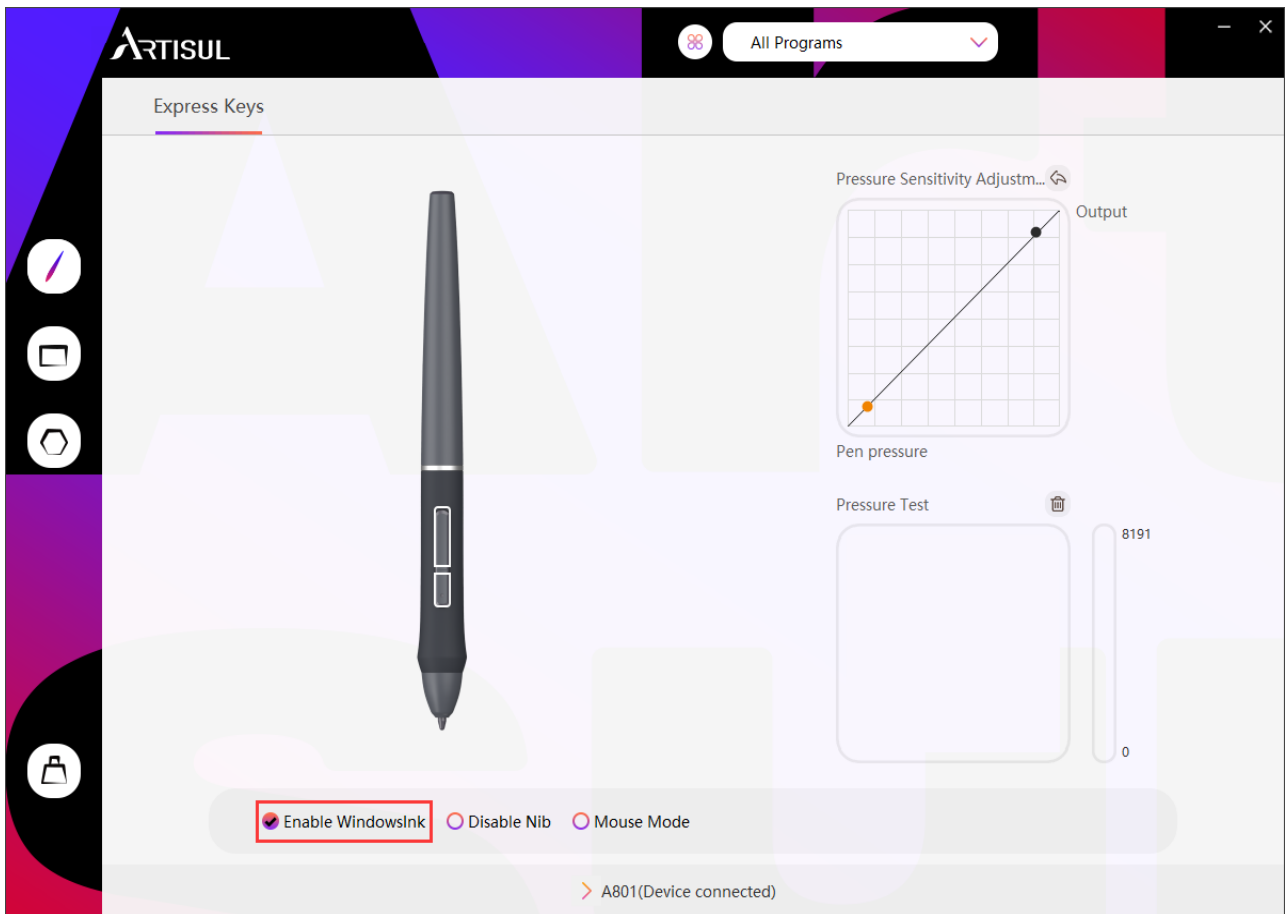 ARTISUL
All Programs
Express Keys
Pressure Sensitivity Adjustm...
Output
Pen pressure
Pressure Test
8191
0
Enable WindowsInk
Disable Nib
Mouse Mode
A801(Device connected)